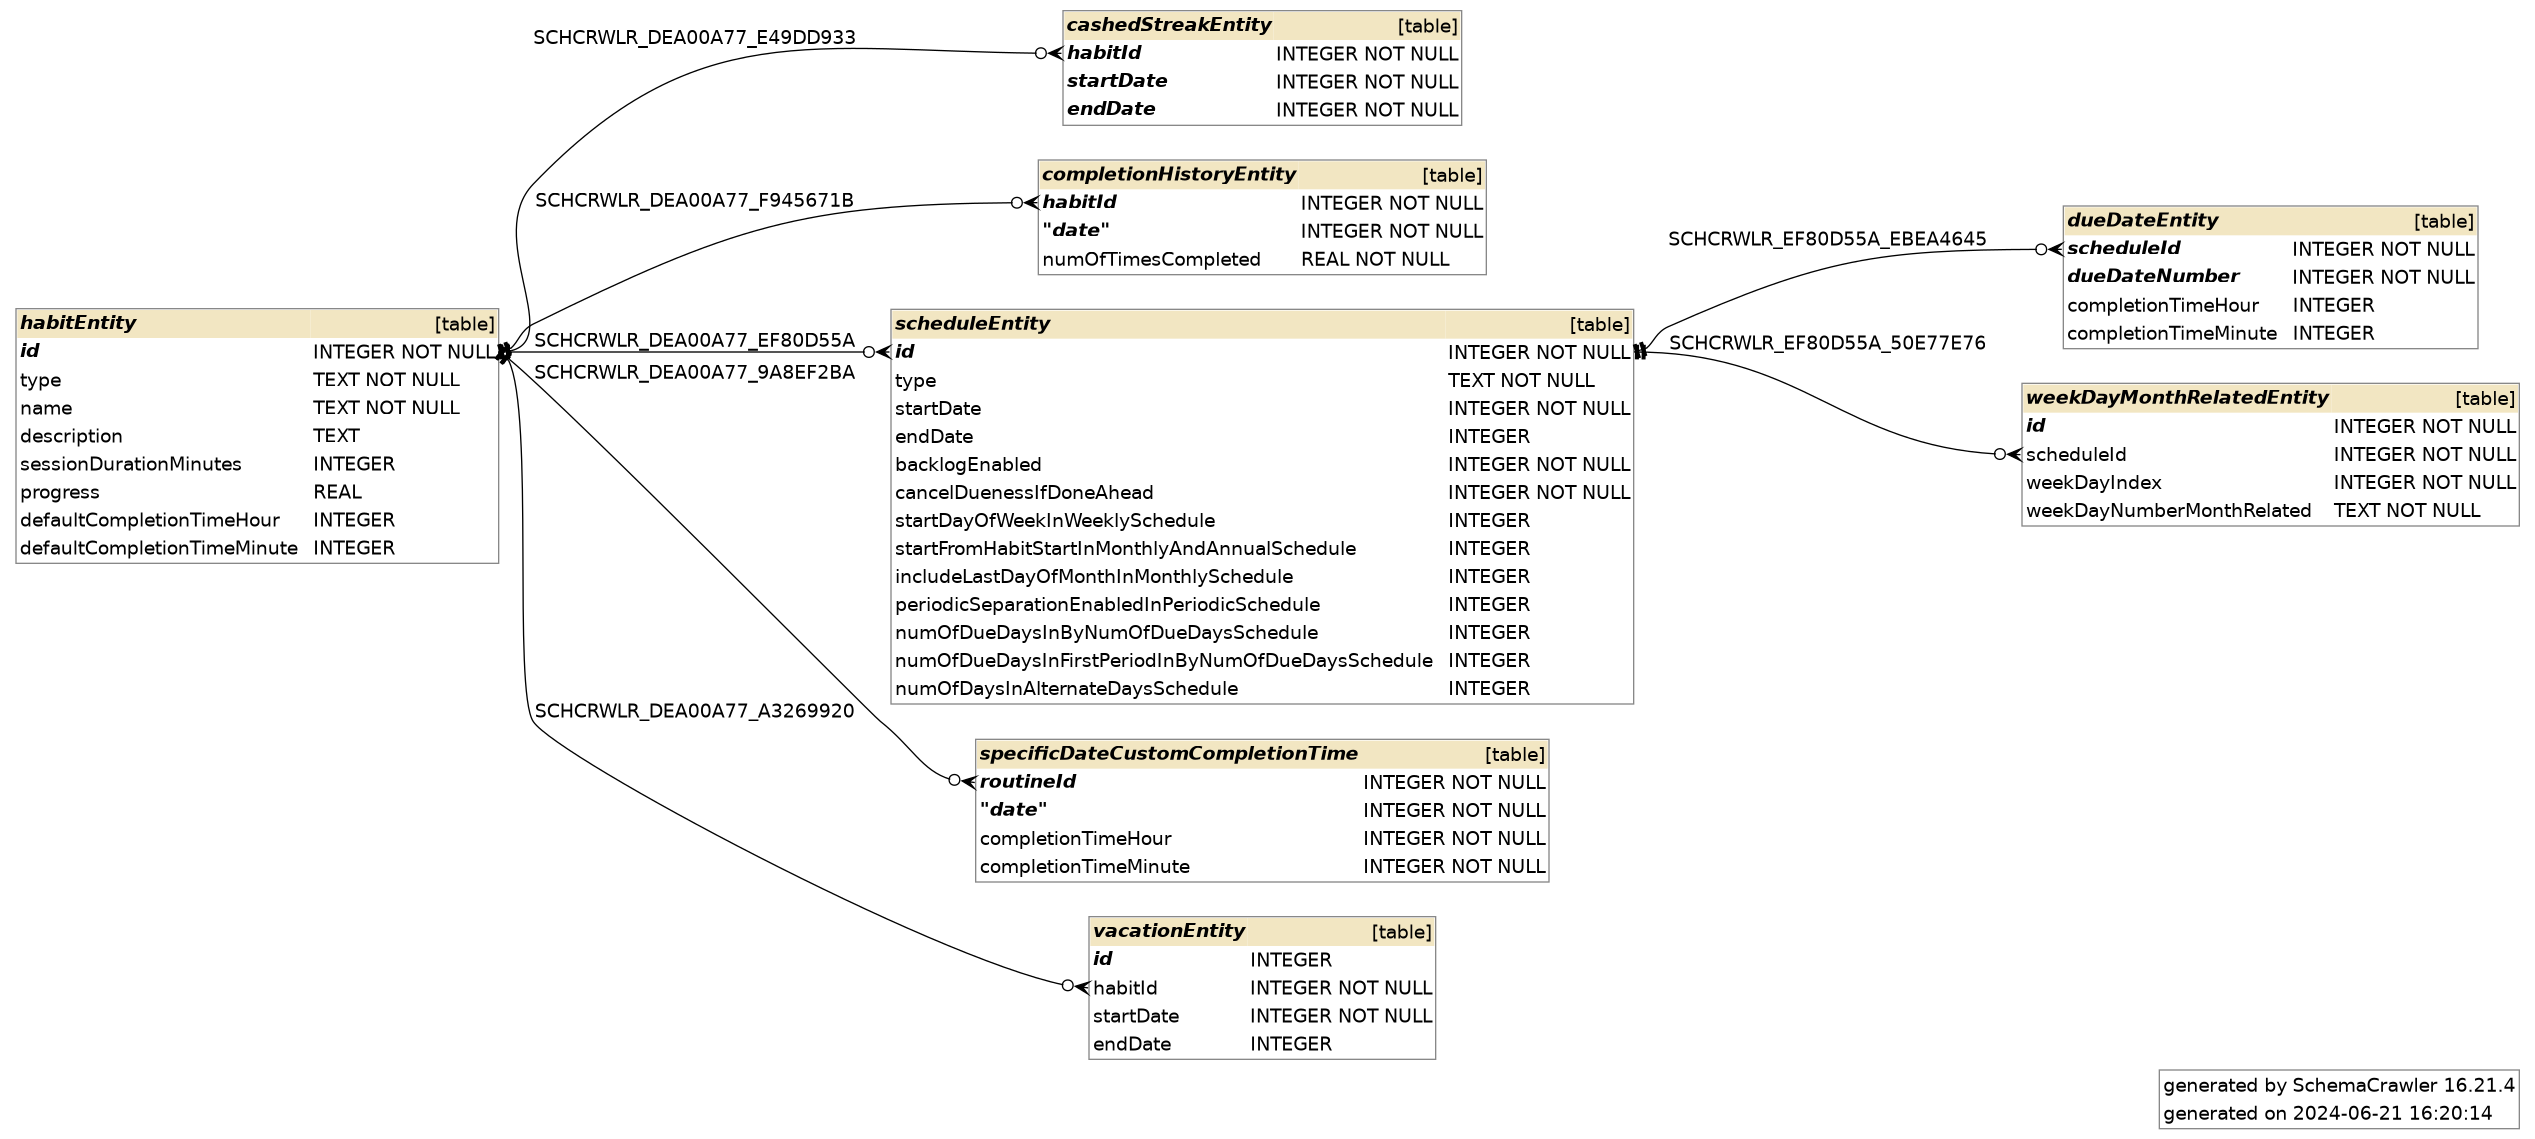 SCHCRWLR_DEA00A77_E49DD933
cashedStreakEntity [table]
habitId INTEGER NOT NULL
startDate INTEGER NOT NULL
endDate INTEGER NOT NULL
SCHCRWLR_DEA00A77_F945671B
completionHistoryEntity [table]
habitId INTEGER NOT NULL
"date" INTEGER NOT NULL
numOfTimesCompleted REAL NOT NULL
habitEntity [table]
id INTEGER NOT NULL
type TEXT NOT NULL
name TEXT NOT NULL
description TEXT
sessionDurationMinutes INTEGER
progress REAL
defaultCompletionTimeHour INTEGER
defaultCompletionTimeMinute INTEGER
SCHCRWLR_DEA00A77_EF80D55A
SCHCRWLR_DEA00A77_9A8EF2BA
scheduleEntity [table]
id INTEGER NOT NULL
type TEXT NOT NULL
startDate INTEGER NOT NULL
endDate INTEGER
backlogEnabled INTEGER NOT NULL
cancelDuenessIfDoneAhead INTEGER NOT NULL
startDayOfWeekInWeeklySchedule INTEGER
startFromHabitStartInMonthlyAndAnnualSchedule INTEGER
includeLastDayOfMonthInMonthlySchedule INTEGER
periodicSeparationEnabledInPeriodicSchedule INTEGER
numOfDueDaysInByNumOfDueDaysSchedule INTEGER
numOfDueDaysInFirstPeriodInByNumOfDueDaysSchedule INTEGER
numOfDaysInAlternateDaysSchedule INTEGER
SCHCRWLR_EF80D55A_EBEA4645
dueDateEntity [table]
scheduleId INTEGER NOT NULL
dueDateNumber INTEGER NOT NULL
completionTimeHour INTEGER
completionTimeMinute INTEGER
SCHCRWLR_EF80D55A_50E77E76
weekDayMonthRelatedEntity [table]
id INTEGER NOT NULL
scheduleId INTEGER NOT NULL
weekDayIndex INTEGER NOT NULL
weekDayNumberMonthRelated TEXT NOT NULL
SCHCRWLR_DEA00A77_A3269920
specificDateCustomCompletionTime [table]
routineId INTEGER NOT NULL
"date" INTEGER NOT NULL
completionTimeHour INTEGER NOT NULL
completionTimeMinute INTEGER NOT NULL
vacationEntity [table]
id INTEGER
habitId INTEGER NOT NULL
startDate INTEGER NOT NULL
endDate INTEGER
generated by SchemaCrawler 16.21.4
generated on 2024-06-21 16:20:14